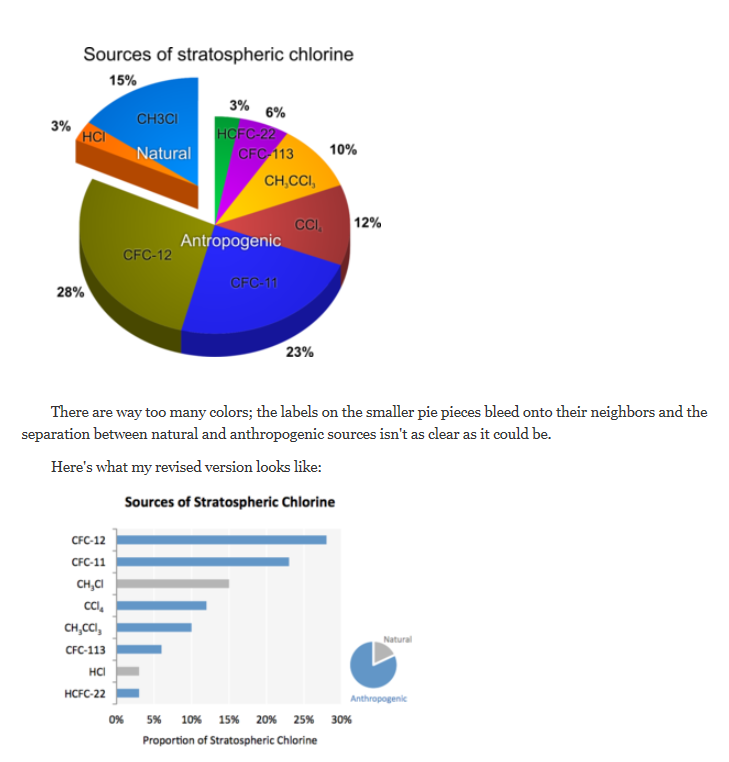 Sources of stratospheric chlorine
15%
3%
6%
3%
10%
12%
28%
23%
CH3Cl
HCl
Natural
HCFC-22
CFC-113
CH₃CCl₃
CCl₄
Antropogenic
CFC-12
CFC-11
There are way too many colors; the labels on the smaller pie pieces bleed onto their neighbors and the
separation between natural and anthropogenic sources isn't as clear as it could be.
Here's what my revised version looks like:
Sources of Stratospheric Chlorine
CFC-12
CFC-11
CH₃Cl
CCl₄
CH₃CCl₃
CFC-113
HCl
HCFC-22
Natural
Anthropogenic
0% 5% 10% 15% 20% 25% 30%
Proportion of Stratospheric Chlorine